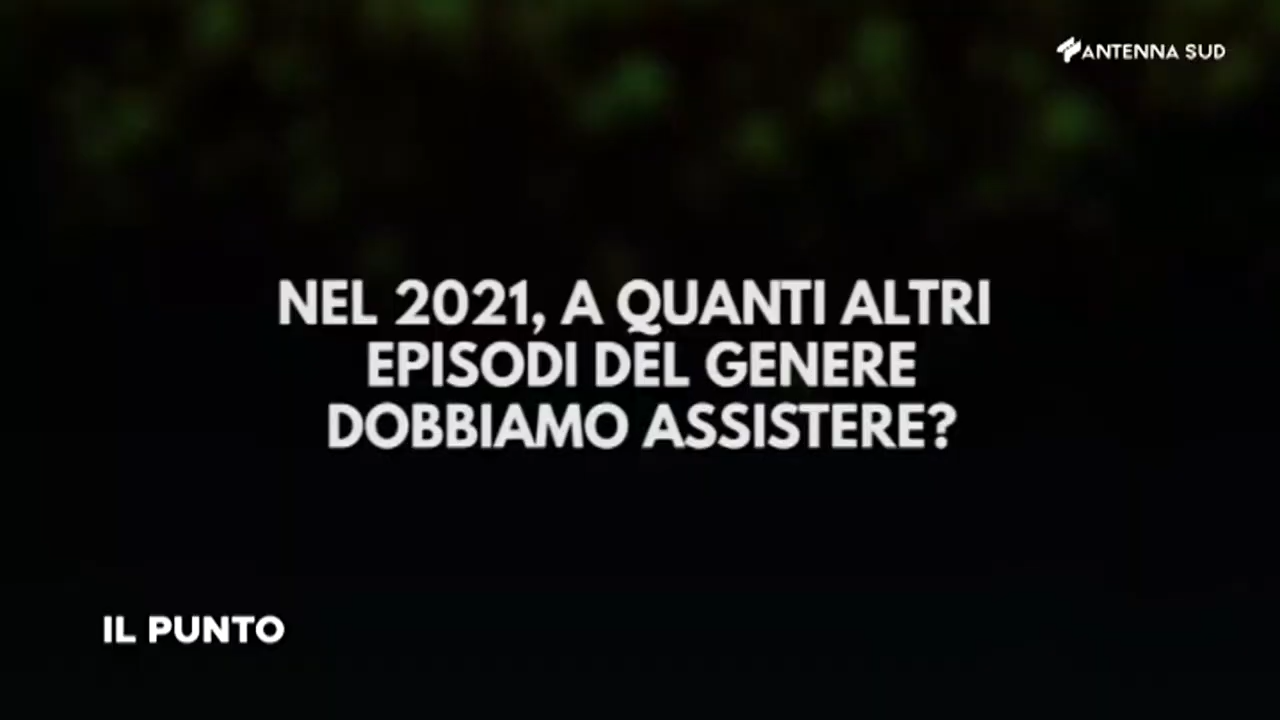 ANTENNA SUD
NEL 2021, A QUANTI ALTRI
EPISODI DEL GENERE
DOBBIAMO ASSISTERE?
IL PUNTO